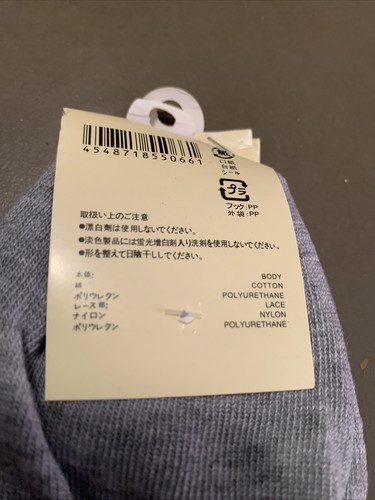 4548718550661
紙
口紙
台紙
シール
プラ
フック:PP
外袋:PP
取扱い上のご注意
●漂白剤は使用しないでください。
●淡色製品には蛍光増白剤入り洗剤を使用しないでください。
●形を整えて日陰干ししてください。
本体: BODY
綿 COTTON
ポリウレタン POLYURETHANE
レース部: LACE
ナイロン NYLON
ポリウレタン POLYURETHANE